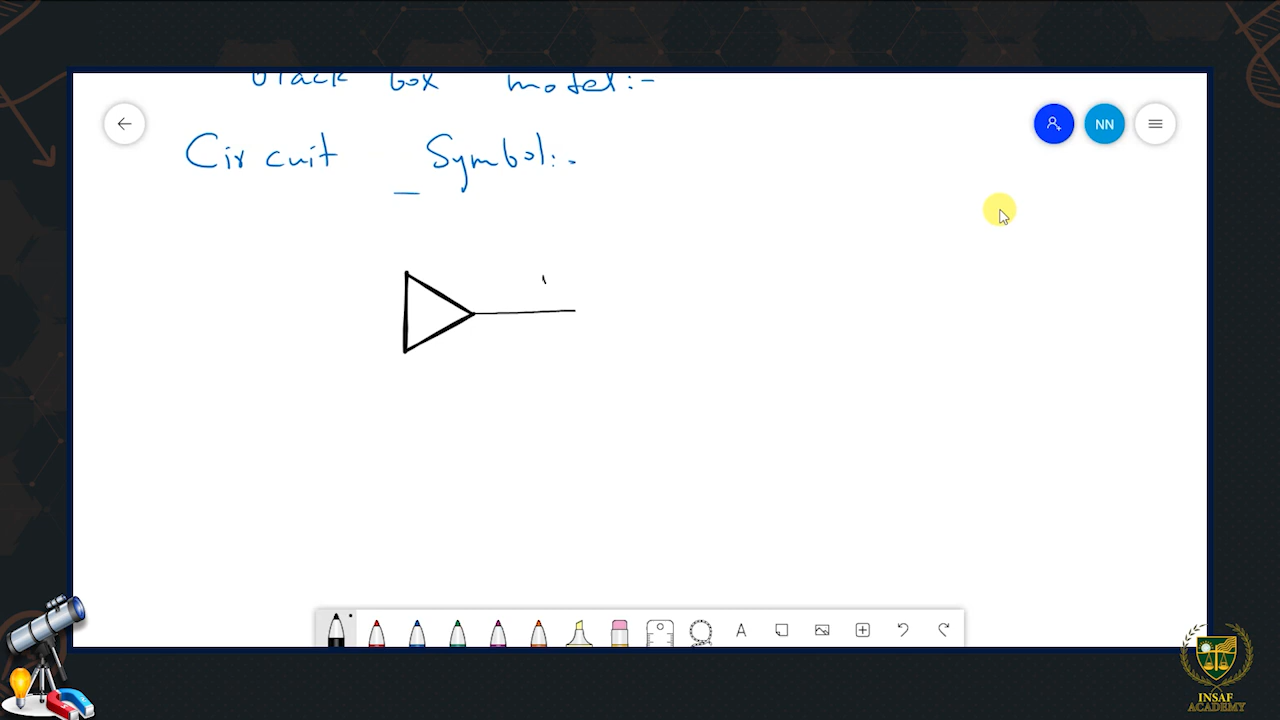 black box model:-
NN
Circuit _ Symbol:.
A
INSAF
ACADEMY